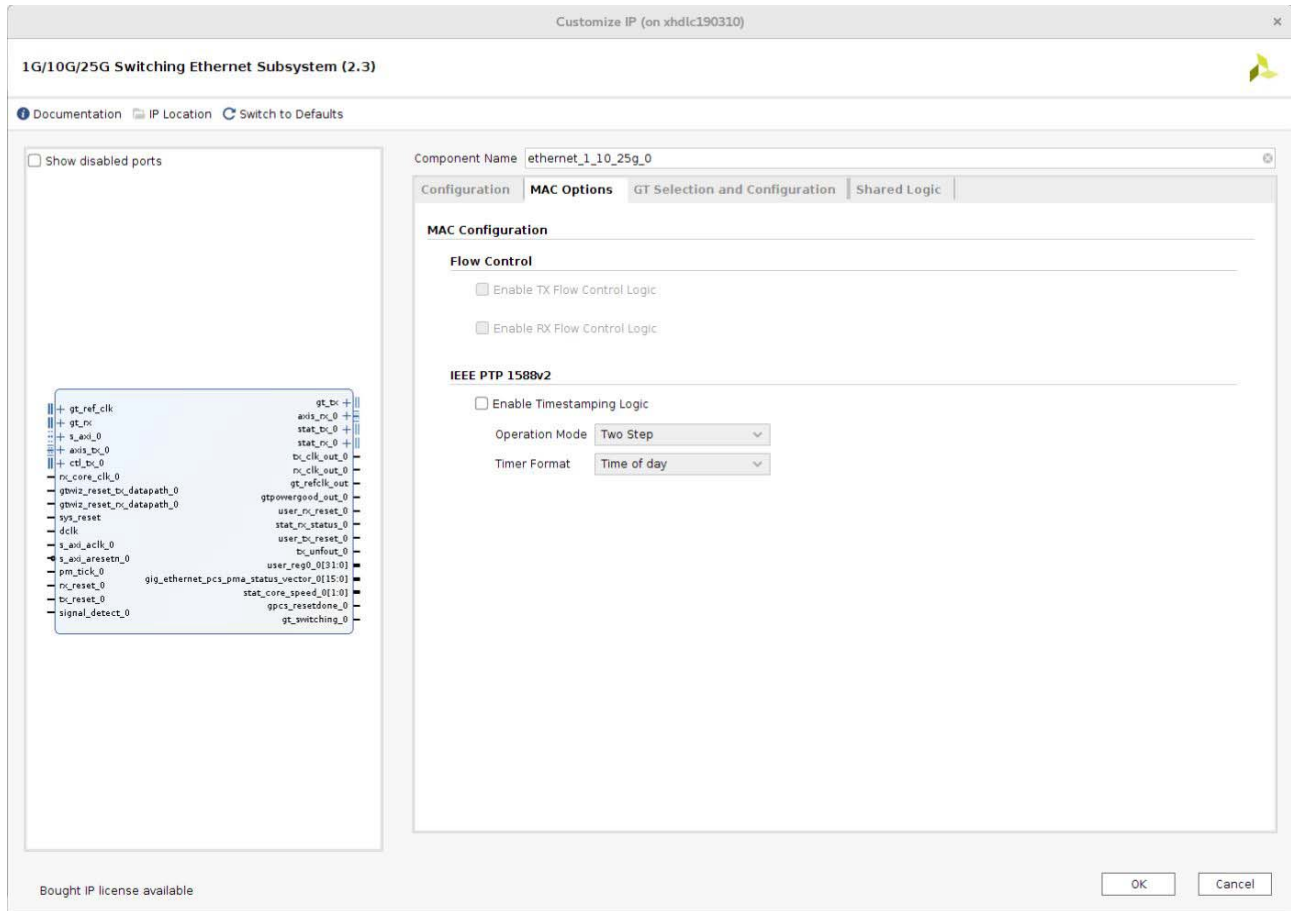 Customize IP (on xhdlc190310)
1G/10G/25G Switching Ethernet Subsystem (2.3)
Documentation IP Location Switch to Defaults
Show disabled ports
gt_ref_clk
gt_rx
s_axi_0
axis_tx_0
ctl_tx_0
rx_core_clk_0
gtwiz_reset_tx_datapath_0
gtwiz_reset_rx_datapath_0
sys_reset
dclk
s_axi_aclk_0
s_axi_aresetn_0
pm_tick_0
rx_reset_0
tx_reset_0
signal_detect_0
gt_tx
axis_rx_0
stat_tx_0
stat_rx_0
tx_clk_out_0
rx_clk_out_0
gt_refclk_out
gtpowergood_out_0
user_rx_reset_0
stat_rx_status_0
user_tx_reset_0
tx_unfout_0
user_reg0_0[31:0]
gig_ethernet_pcs_pma_status_vector_0[15:0]
stat_core_speed_0[1:0]
gpcs_resetdone_0
gt_switching_0
Component Name ethernet_1_10_25g_0
Configuration MAC Options GT Selection and Configuration Shared Logic
MAC Configuration
Flow Control
Enable TX Flow Control Logic
Enable RX Flow Control Logic
IEEE PTP 1588v2
Enable Timestamping Logic
Operation Mode Two Step
Timer Format Time of day
Bought IP license available
OK Cancel